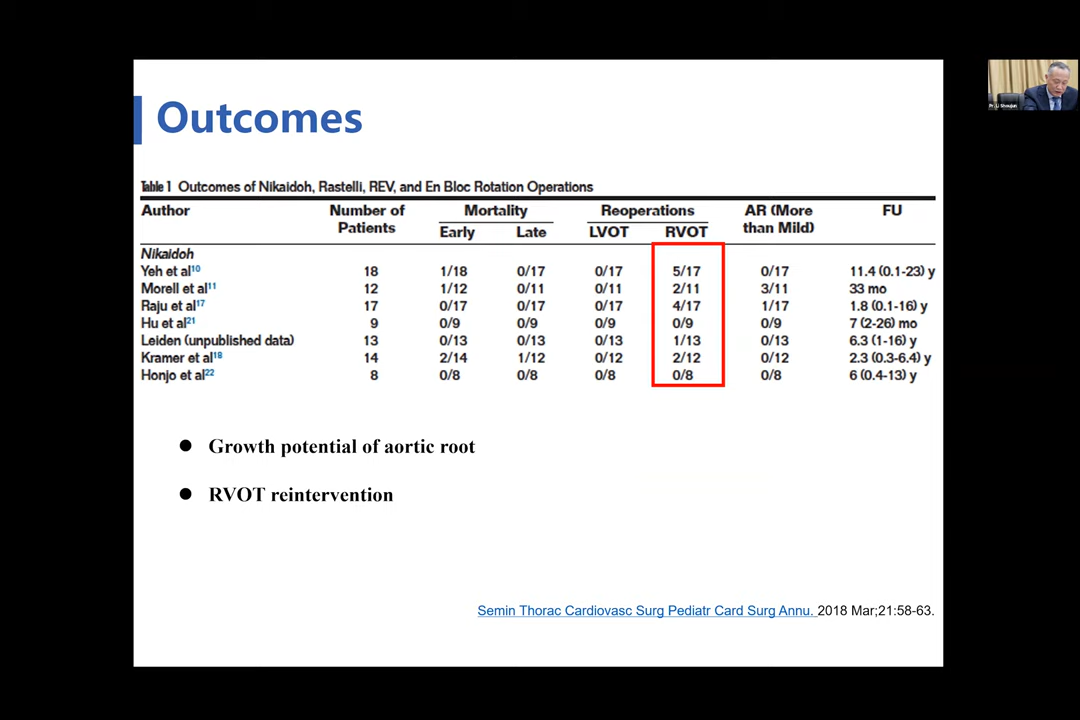 Outcomes
Table 1 Outcomes of Nikaidoh, Rastelli, REV, and En Bloc Rotation Operations
Author Number of Patients Mortality Reoperations AR (More than Mild) FU
Early Late LVOT RVOT
Nikaidoh
Yeh et al10 18 1/18 0/17 0/17 5/17 0/17 11.4 (0.1-23) y
Morell et al11 12 1/12 0/11 0/11 2/11 3/11 33 mo
Raju et al17 17 0/17 0/17 0/17 4/17 1/17 1.8 (0.1-16) y
Hu et al21 9 0/9 0/9 0/9 0/9 0/9 7 (2-26) mo
Leiden (unpublished data) 13 0/13 0/13 0/13 1/13 0/13 6.3 (1-16) y
Kramer et al18 14 2/14 1/12 0/12 2/12 0/12 2.3 (0.3-6.4) y
Honjo et al22 8 0/8 0/8 0/8 0/8 0/8 6 (0.4-13) y
● Growth potential of aortic root
● RVOT reintervention
Semin Thorac Cardiovasc Surg Pediatr Card Surg Annu. 2018 Mar;21:58-63.
Pr. Li Shoujun